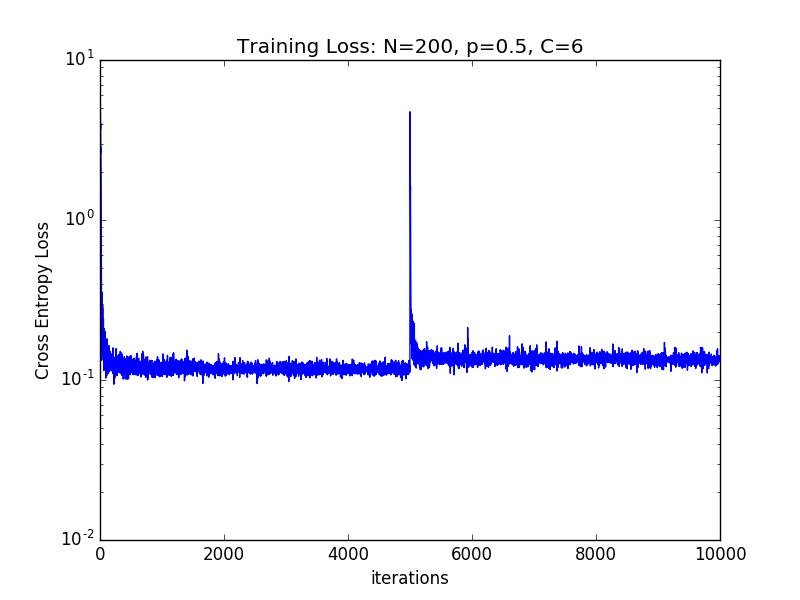 Training Loss: N=200, p=0.5, C=6
10^1
10^0
10^-1
10^-2
Cross Entropy Loss
0 2000 4000 6000 8000 10000
iterations